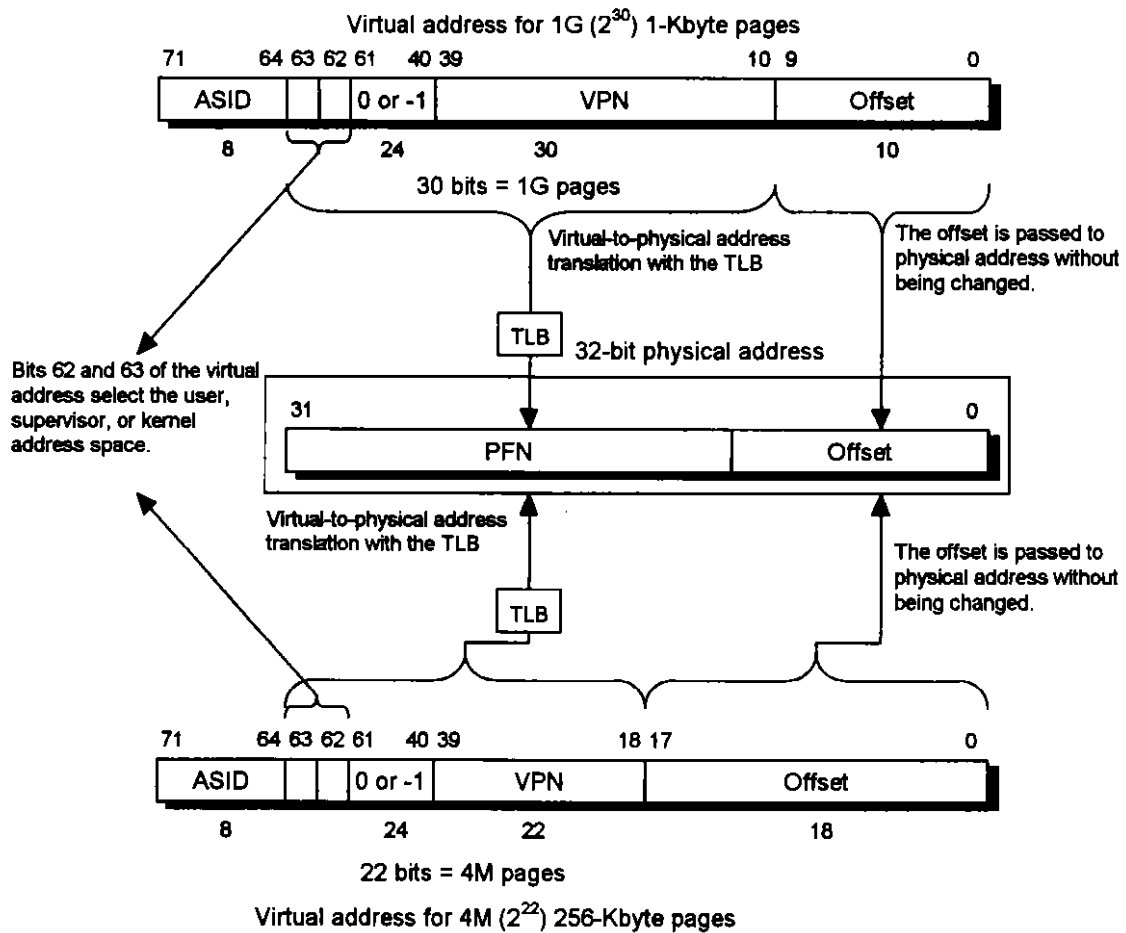 Virtual address for 1G (2^30) 1-Kbyte pages
71 64 63 62 61 40 39 10 9 0
ASID 0 or -1 VPN Offset
8 24 30 10
30 bits = 1G pages
Virtual-to-physical address
translation with the TLB
The offset is passed to
physical address without
being changed.
TLB
32-bit physical address
Bits 62 and 63 of the virtual
address select the user,
supervisor, or kernel
address space.
31 0
PFN Offset
Virtual-to-physical address
translation with the TLB
The offset is passed to
physical address without
being changed.
TLB
71 64 63 62 61 40 39 18 17 0
ASID 0 or -1 VPN Offset
8 24 22 18
22 bits = 4M pages
Virtual address for 4M (2^22) 256-Kbyte pages